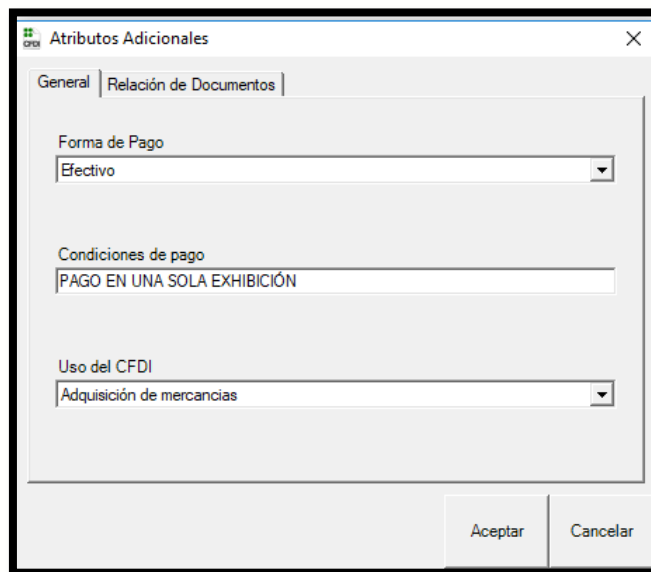 CFDI Atributos Adicionales
General Relación de Documentos
Forma de Pago
Efectivo
Condiciones de pago
PAGO EN UNA SOLA EXHIBICIÓN
Uso del CFDI
Adquisición de mercancias
Aceptar Cancelar